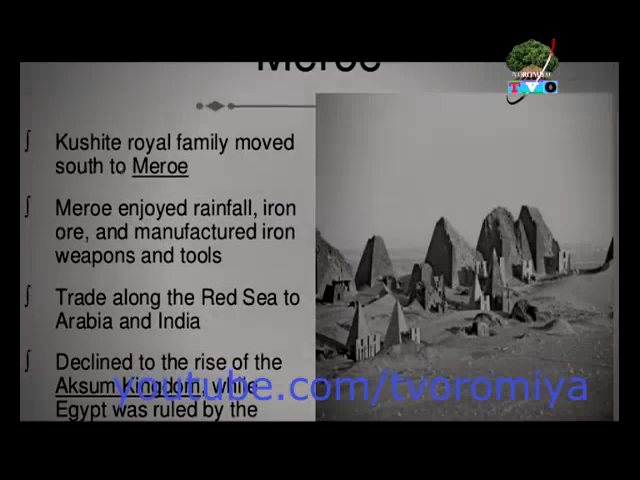 Meroe
TVOROMIYO
TVO
Kushite royal family moved
south to Meroe
Meroe enjoyed rainfall, iron
ore, and manufactured iron
weapons and tools
Trade along the Red Sea to
Arabia and India
Declined to the rise of the
Aksum Kingdom, while
Egypt was ruled by the
youtube.com/tvoromiya